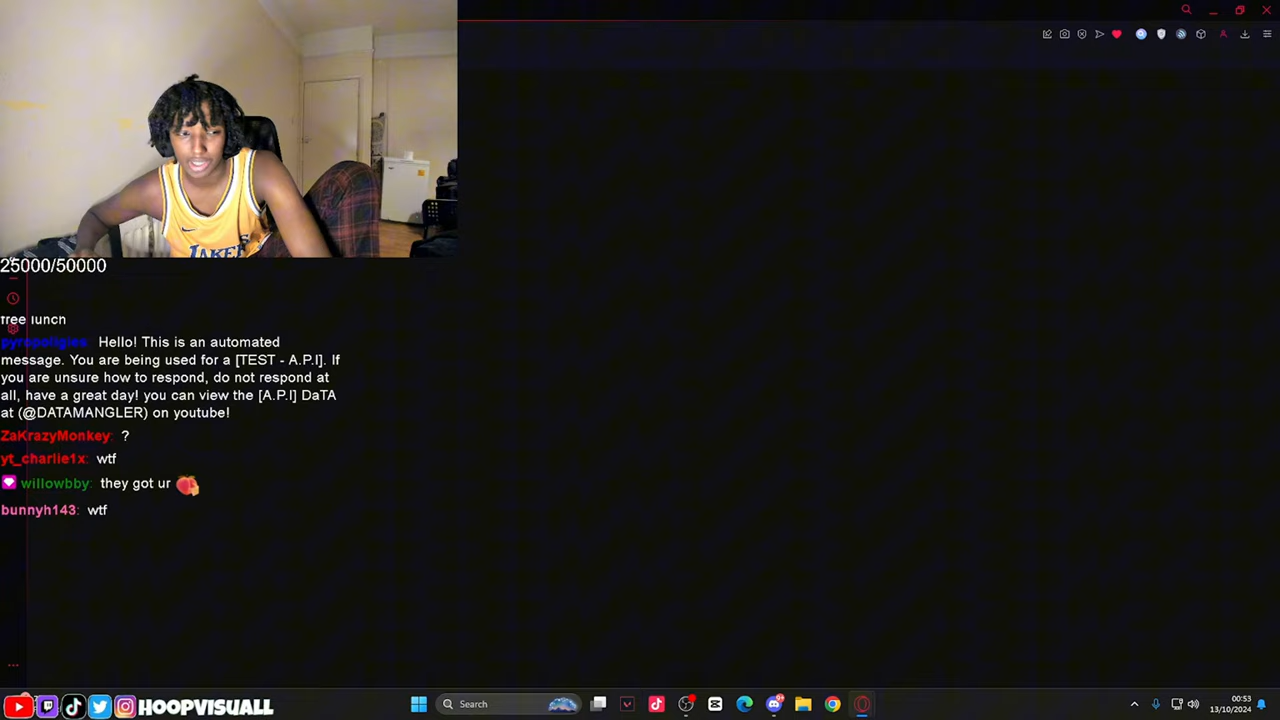 LAKERS
25000/50000
free lunch
pyropoligies: Hello! This is an automated
message. You are being used for a [TEST - A.P.I]. If
you are unsure how to respond, do not respond at
all, have a great day! you can view the [A.P.I] DaTA
at (@DATAMANGLER) on youtube!
ZaKrazyMonkey: ?
yt_charlie1x: wtf
willowbby: they got ur
bunnyh143: wtf
HOOPVISUALL
Search
00:53
13/10/2024